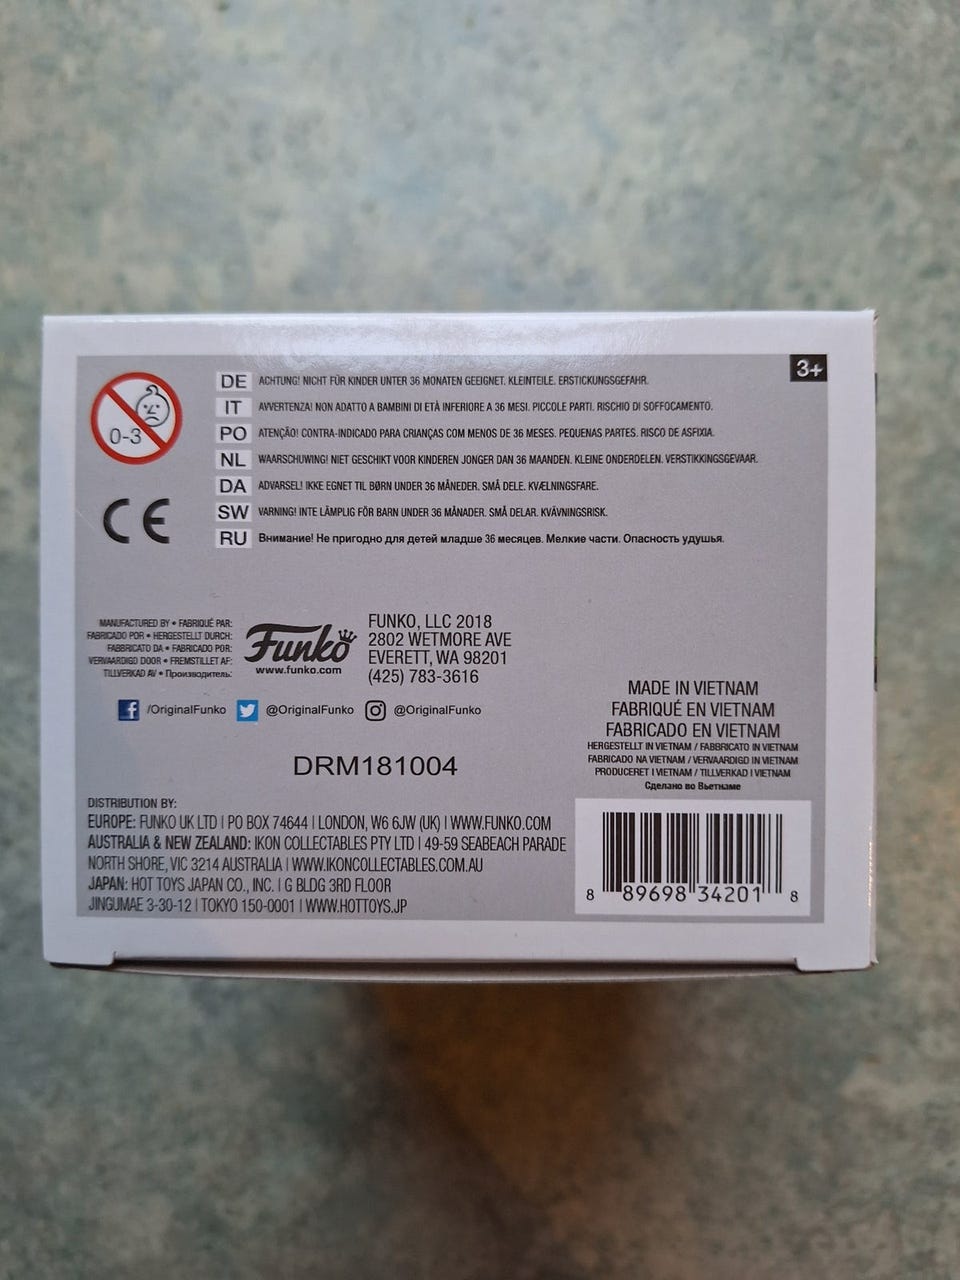 3+
0-3
DE ACHTUNG! NICHT FÜR KINDER UNTER 36 MONATEN GEEIGNET. KLEINTEILE. ERSTICKUNGSGEFAHR.
IT AVVERTENZA! NON ADATTO A BAMBINI DI ETÀ INFERIORE A 36 MESI. PICCOLE PARTI. RISCHIO DI SOFFOCAMENTO.
PO ATENÇÃO! CONTRA-INDICADO PARA CRIANÇAS COM MENOS DE 36 MESES. PEQUENAS PARTES. RISCO DE ASFIXIA.
NL WAARSCHUWING! NIET GESCHIKT VOOR KINDEREN JONGER DAN 36 MAANDEN. KLEINE ONDERDELEN. VERSTIKKINGSGEVAAR.
DA ADVARSEL! IKKE EGNET TIL BØRN UNDER 36 MÅNEDER. SMÅ DELE. KVÆLNINGSFARE.
SW VARNING! INTE LÄMPLIG FÖR BARN UNDER 36 MÅNADER. SMÅ DELAR. KVÄVNINGSRISK.
RU Внимание! Не пригодно для детей младше 36 месяцев. Мелкие части. Опасность удушья.
CE
MANUFACTURED BY • FABRIQUÉ PAR:
FABRICADO POR • HERGESTELLT DURCH:
FABBRICATO DA • FABRICADO POR:
VERVAARDIGD DOOR • FREMSTILLET AF:
TILLVERKAD AV • Производитель:
Funko
www.funko.com
FUNKO, LLC 2018
2802 WETMORE AVE
EVERETT, WA 98201
(425) 783-3616
/OriginalFunko @OriginalFunko @OriginalFunko
DRM181004
MADE IN VIETNAM
FABRIQUÉ EN VIETNAM
FABRICADO EN VIETNAM
HERGESTELLT IN VIETNAM / FABBRICATO IN VIETNAM
FABRICADO NA VIETNAM / VERVAARDIGD IN VIETNAM
PRODUCERET I VIETNAM / TILLVERKAD I VIETNAM
Сделано во Вьетнаме
DISTRIBUTION BY:
EUROPE: FUNKO UK LTD | PO BOX 74644 | LONDON, W6 6JW (UK) | WWW.FUNKO.COM
AUSTRALIA & NEW ZEALAND: IKON COLLECTABLES PTY LTD | 49-59 SEABEACH PARADE
NORTH SHORE, VIC 3214 AUSTRALIA | WWW.IKONCOLLECTABLES.COM.AU
JAPAN: HOT TOYS JAPAN CO., INC. | G BLDG 3RD FLOOR
JINGUMAE 3-30-12 | TOKYO 150-0001 | WWW.HOTTOYS.JP
8 89698 34201 8